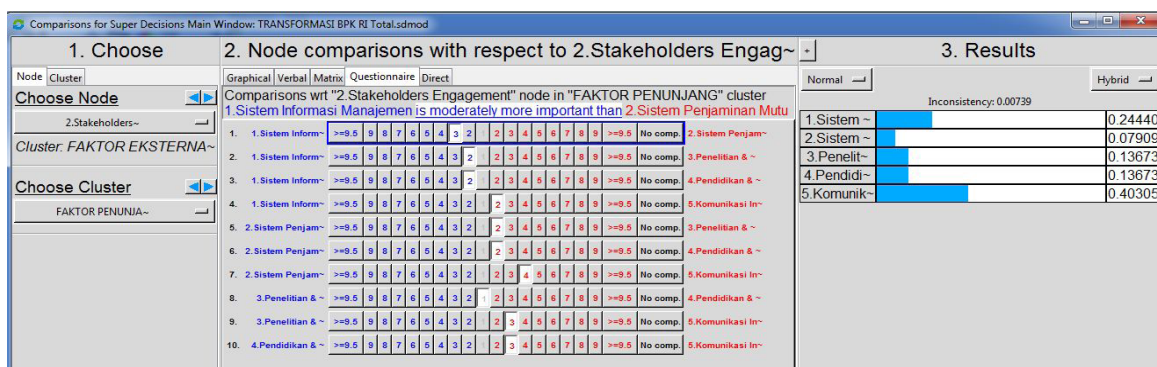 Comparisons for Super Decisions Main Window: TRANSFORMASI BPK RI Total.sdmod
1. Choose
Node Cluster
Choose Node
2.Stakeholders~
Cluster: FAKTOR EKSTERNA~
Choose Cluster
FAKTOR PENUNJA~
2. Node comparisons with respect to 2.Stakeholders Engag~
Graphical Verbal Matrix Questionnaire Direct
Comparisons wrt "2.Stakeholders Engagement" node in "FAKTOR PENUNJANG" cluster
1.Sistem Informasi Manajemen is moderately more important than 2.Sistem Penjaminan Mutu
1. 1.Sistem Inform~ >=9.5 9 8 7 6 5 4 3 2 1 2 3 4 5 6 7 8 9 >=9.5 No comp. 2.Sistem Penjam~
2. 1.Sistem Inform~ >=9.5 9 8 7 6 5 4 3 2 1 2 3 4 5 6 7 8 9 >=9.5 No comp. 3.Penelitian & ~
3. 1.Sistem Inform~ >=9.5 9 8 7 6 5 4 3 2 1 2 3 4 5 6 7 8 9 >=9.5 No comp. 4.Pendidikan & ~
4. 1.Sistem Inform~ >=9.5 9 8 7 6 5 4 3 2 1 2 3 4 5 6 7 8 9 >=9.5 No comp. 5.Komunikasi In~
5. 2.Sistem Penjam~ >=9.5 9 8 7 6 5 4 3 2 1 2 3 4 5 6 7 8 9 >=9.5 No comp. 3.Penelitian & ~
6. 2.Sistem Penjam~ >=9.5 9 8 7 6 5 4 3 2 1 2 3 4 5 6 7 8 9 >=9.5 No comp. 4.Pendidikan & ~
7. 2.Sistem Penjam~ >=9.5 9 8 7 6 5 4 3 2 1 2 3 4 5 6 7 8 9 >=9.5 No comp. 5.Komunikasi In~
8. 3.Penelitian & ~ >=9.5 9 8 7 6 5 4 3 2 1 2 3 4 5 6 7 8 9 >=9.5 No comp. 4.Pendidikan & ~
9. 3.Penelitian & ~ >=9.5 9 8 7 6 5 4 3 2 1 2 3 4 5 6 7 8 9 >=9.5 No comp. 5.Komunikasi In~
10. 4.Pendidikan & ~ >=9.5 9 8 7 6 5 4 3 2 1 2 3 4 5 6 7 8 9 >=9.5 No comp. 5.Komunikasi In~
+ 3. Results
Normal Hybrid
Inconsistency: 0.00739
1.Sistem ~ 0.24440
2.Sistem ~ 0.07909
3.Penelit~ 0.13673
4.Pendidi~ 0.13673
5.Komunik~ 0.40305